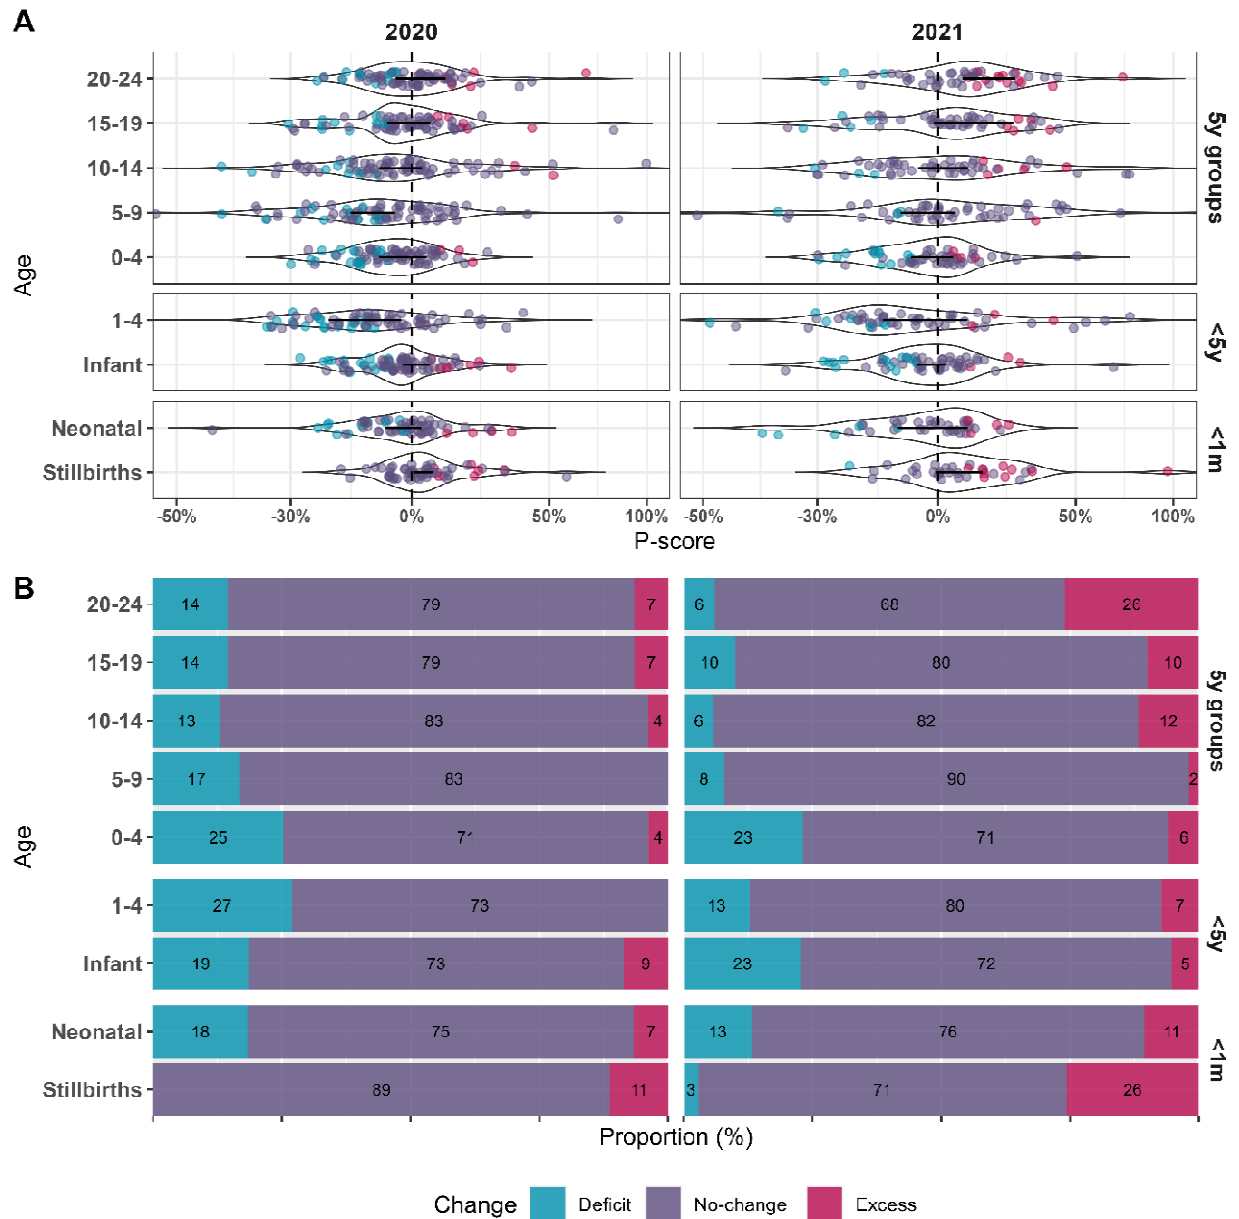 A
2020 2021
20-24
15-19
10-14
5-9
0-4
5y groups
1-4
Infant
<5y
Neonatal
Stillbirths
<1m
Age
-50% -30% 0% 50% 100% -50% -30% 0% 50% 100%
P-score
B
20-24 14 79 7 6 68 26
15-19 14 79 7 10 80 10
10-14 13 83 4 6 82 12
5-9 17 83 8 90 2
0-4 25 71 4 23 71 6
5y groups
1-4 27 73 13 80 7
Infant 19 73 9 23 72 5
<5y
Neonatal 18 75 7 13 76 11
Stillbirths 89 11 3 71 26
<1m
Age
Proportion (%)
Change Deficit No-change Excess